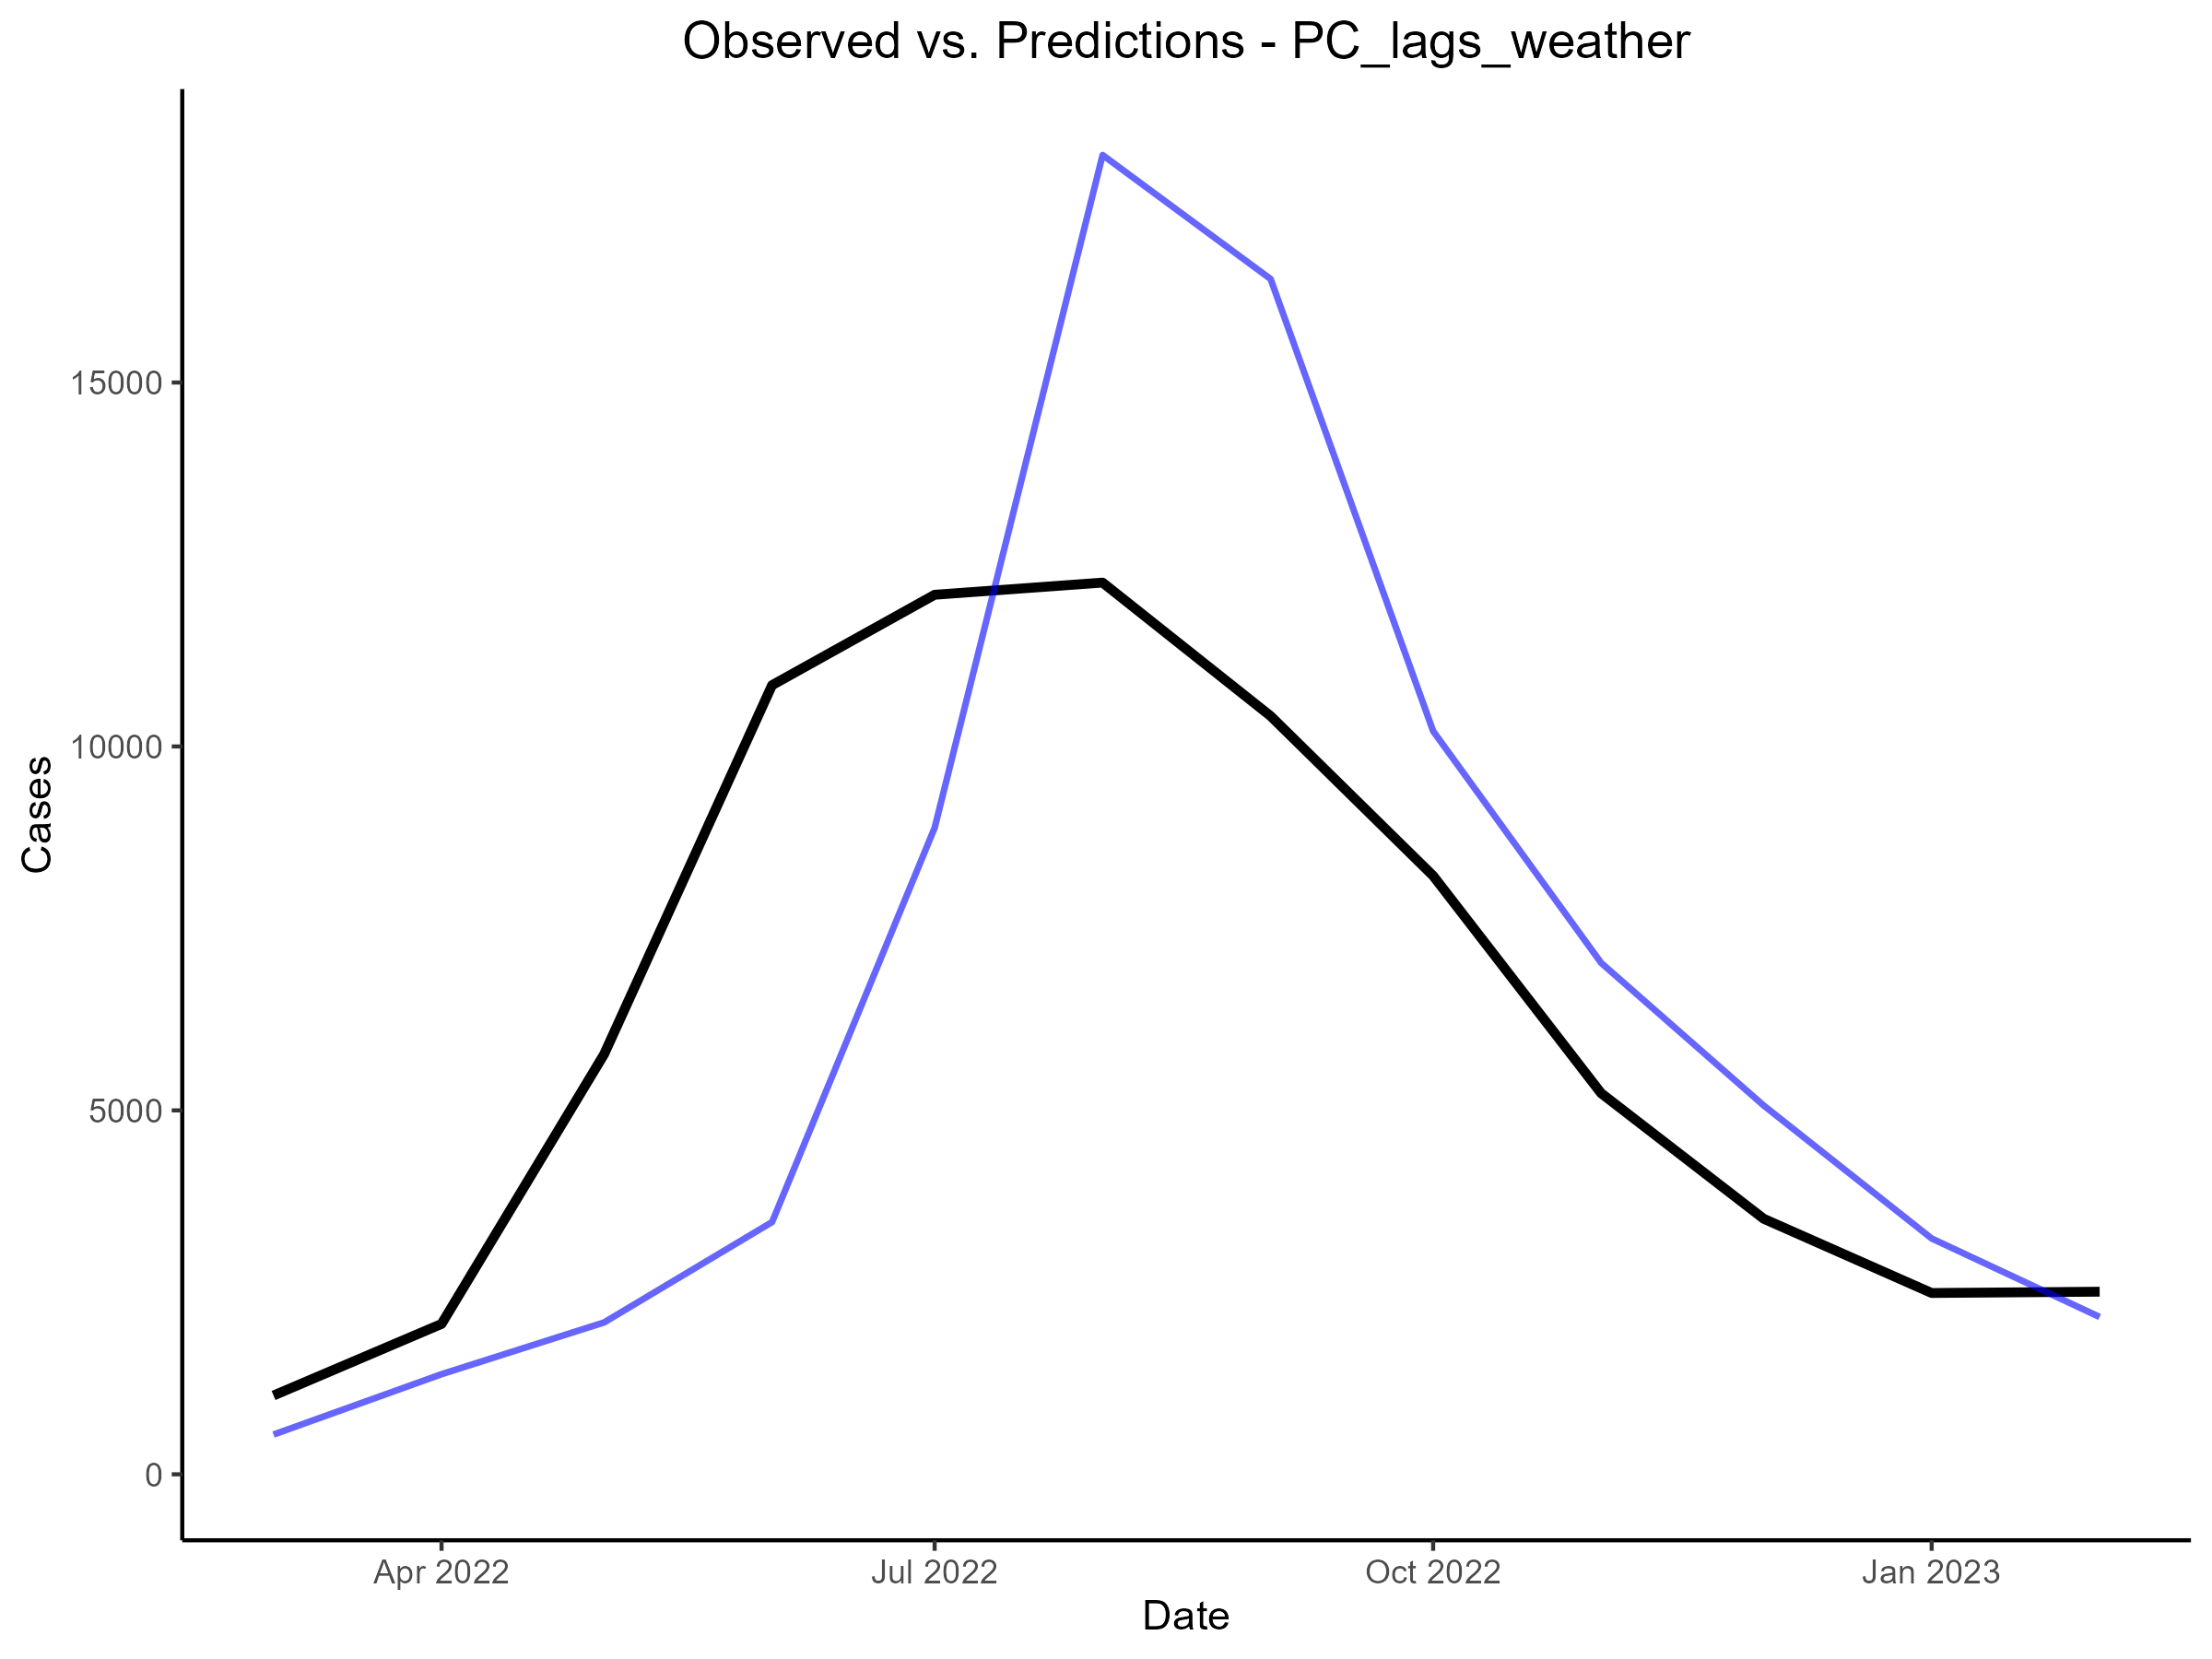 Observed vs. Predictions - PC_lags_weather
15000
10000
5000
0
Cases
Apr 2022
Jul 2022
Oct 2022
Jan 2023
Date